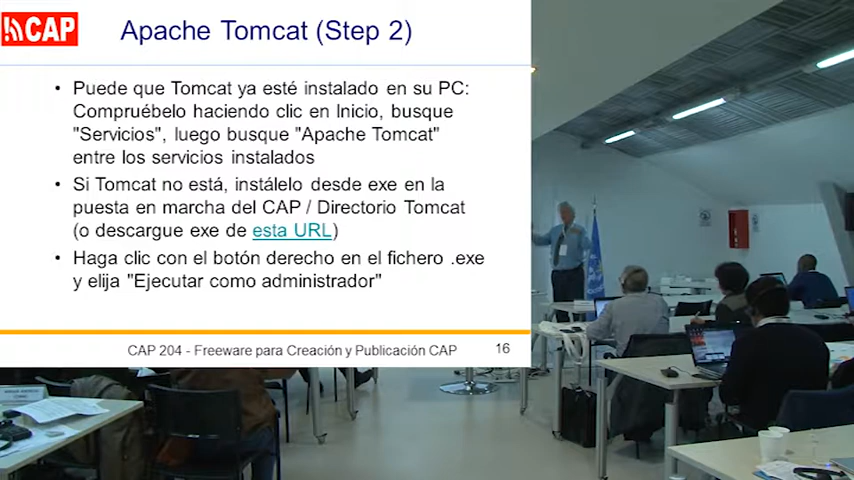 CAP
Apache Tomcat (Step 2)
• Puede que Tomcat ya esté instalado en su PC:
Compruébelo haciendo clic en Inicio, busque
"Servicios", luego busque "Apache Tomcat"
entre los servicios instalados
• Si Tomcat no está, instálelo desde exe en la
puesta en marcha del CAP / Directorio Tomcat
(o descargue exe de esta URL)
• Haga clic con el botón derecho en el fichero .exe
y elija "Ejecutar como administrador"
CAP 204 - Freeware para Creación y Publicación CAP
16